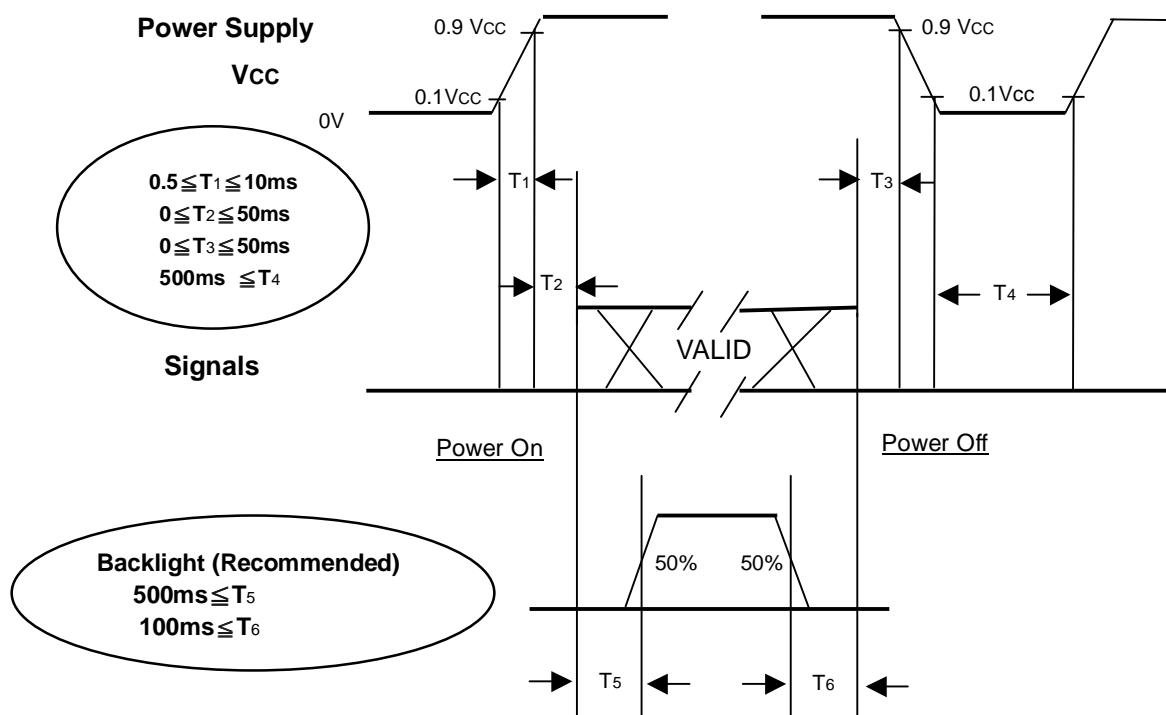 Power Supply
VCC
0.9 VCC
0.9 VCC
0.1VCC
0.1Vcc
0V
0.5≦T1≦10ms
0≦T2≦50ms
0≦T3≦50ms
500ms ≦T4
T1
T3
T2
T4
VALID
Signals
Power On
Power Off
Backlight (Recommended)
500ms≦T5
100ms≦T6
50%
50%
T5
T6